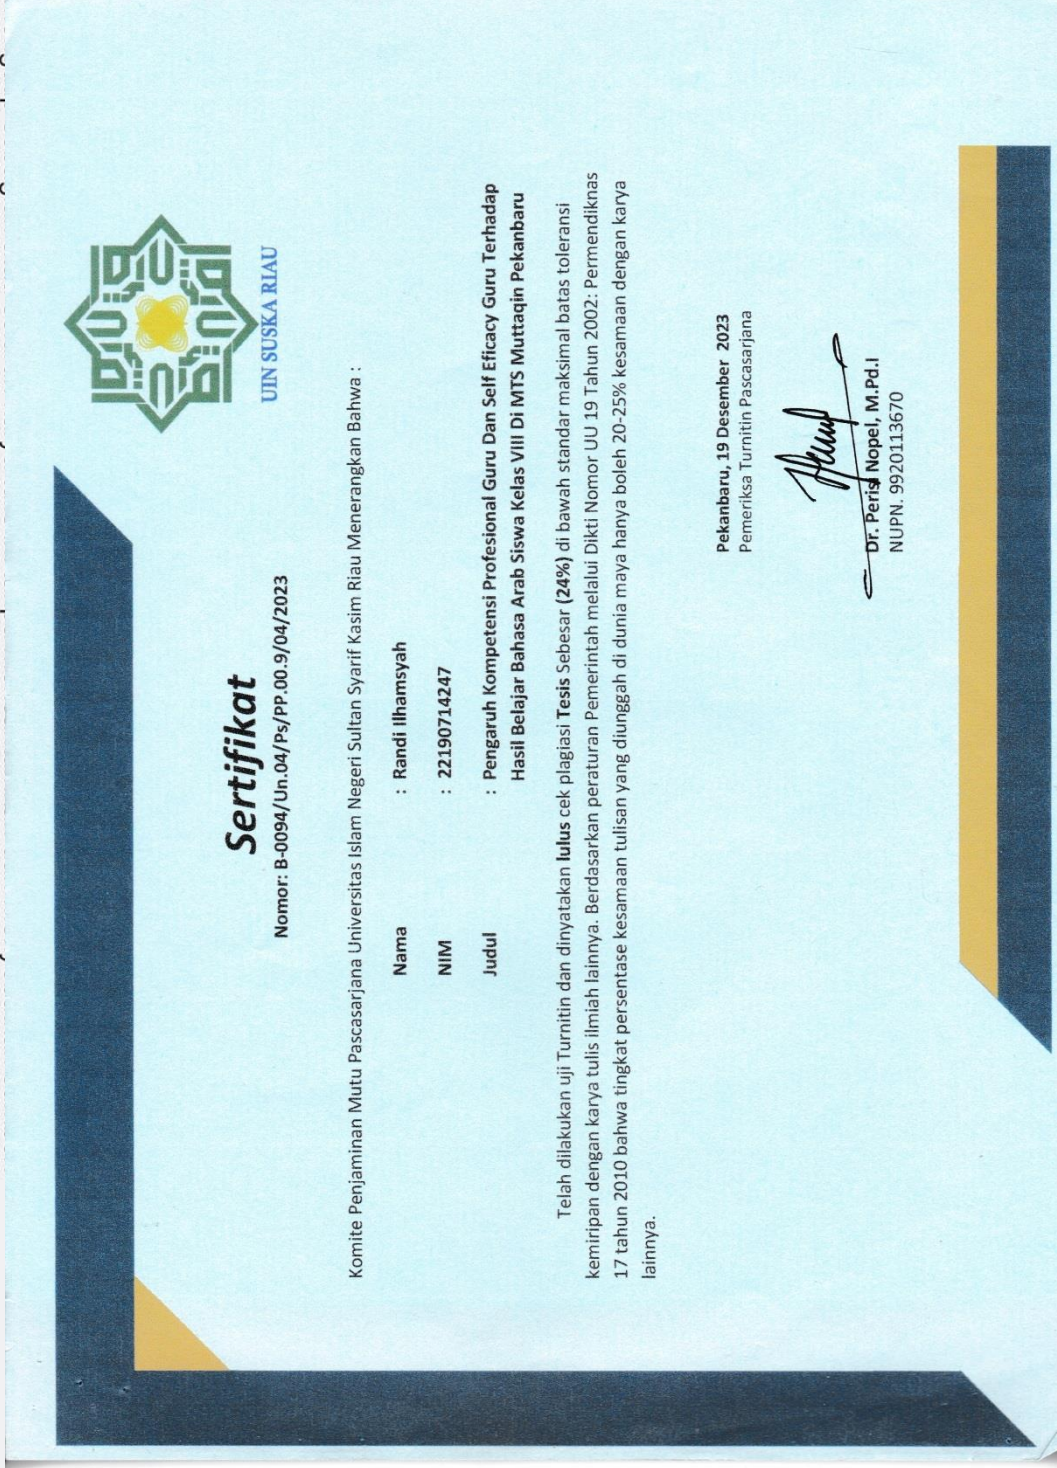 UIN SUSKA RIAU
Sertifikat
Nomor: B-0094/Un.04/Ps/PP.00.9/04/2023
Komite Penjaminan Mutu Pascasarjana Universitas Islam Negeri Sultan Syarif Kasim Riau Menerangkan Bahwa :
Nama : Randi Ilhamsyah
NIM : 22190714247
Judul : Pengaruh Kompetensi Profesional Guru Dan Self Eficacy Guru Terhadap
Hasil Belajar Bahasa Arab Siswa Kelas VIII Di MTS Muttaqin Pekanbaru
Telah dilakukan uji Turnitin dan dinyatakan lulus cek plagiasi Tesis Sebesar (24%) di bawah standar maksimal batas toleransi
kemiripan dengan karya tulis ilmiah lainnya. Berdasarkan peraturan Pemerintah melalui Dikti Nomor UU 19 Tahun 2002: Permendiknas
17 tahun 2010 bahwa tingkat persentase kesamaan tulisan yang diunggah di dunia maya hanya boleh 20-25% kesamaan dengan karya
lainnya.
Pekanbaru, 19 Desember 2023
Pemeriksa Turnitin Pascasarjana
Dr. Perisi Nopel, M.Pd.I
NUPN. 9920113670